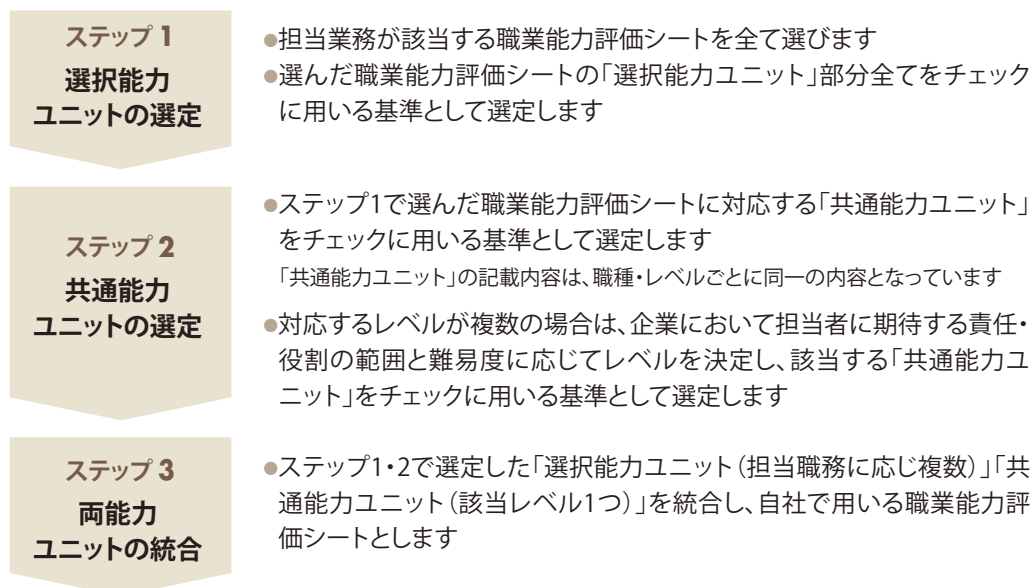 ステップ 1
選択能力
ユニットの選定
●担当業務が該当する職業能力評価シートを全て選びます
●選んだ職業能力評価シートの「選択能力ユニット」部分全てをチェック
に用いる基準として選定します
ステップ 2
共通能力
ユニットの選定
●ステップ1で選んだ職業能力評価シートに対応する「共通能力ユニット」
をチェックに用いる基準として選定します
「共通能力ユニット」の記載内容は、職種・レベルごとに同一の内容となっています
●対応するレベルが複数の場合は、企業において担当者に期待する責任・
役割の範囲と難易度に応じてレベルを決定し、該当する「共通能力ユ
ニット」をチェックに用いる基準として選定します
ステップ 3
両能力
ユニットの統合
●ステップ1・2で選定した「選択能力ユニット（担当職務に応じ複数）」「共
通能力ユニット（該当レベル1つ）」を統合し、自社で用いる職業能力評
価シートとします